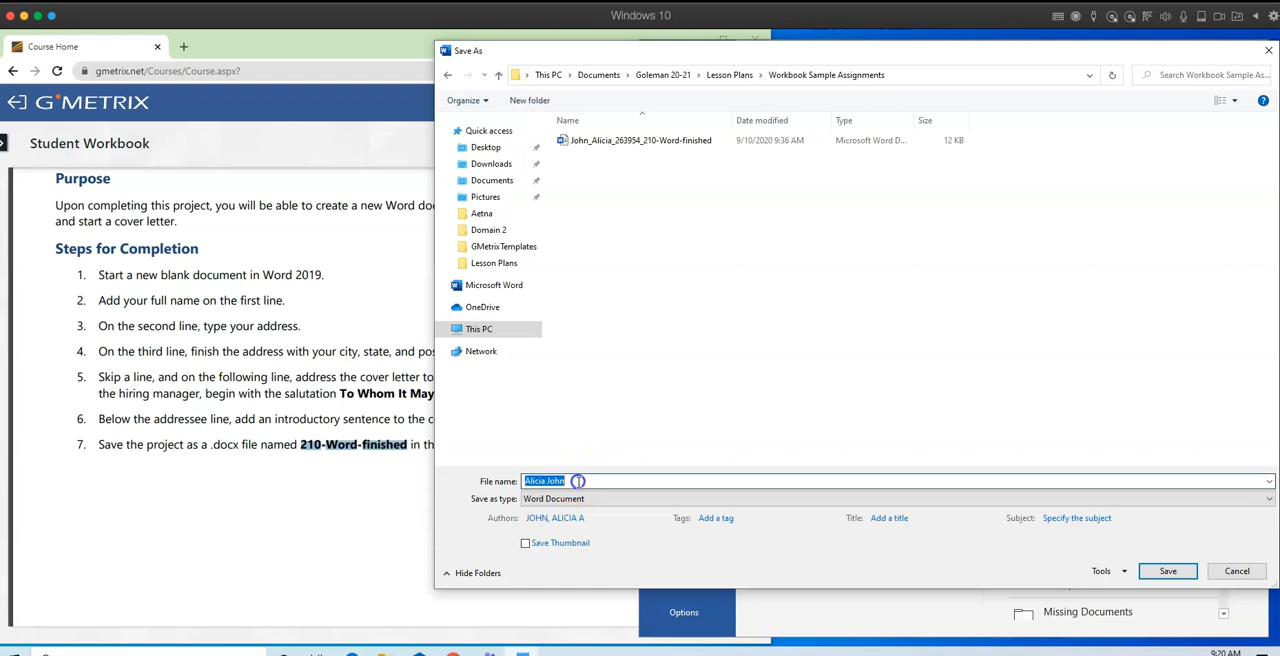 Windows 10
Course Home
gmetrix.net/Courses/Course.aspx?
GMETRIX
Student Workbook
Purpose
Upon completing this project, you will be able to create a new Word
and start a cover letter.
Steps for Completion
1. Start a new blank document in Word 2019.
2. Add your full name on the first line.
3. On the second line, type your address.
4. On the third line, finish the address with your city, state, and
5. Skip a line, and on the following line, address the cover letter to
the hiring manager, begin with the salutation To Whom It May
6. Below the addressee line, add an introductory sentence to the
7. Save the project as a .docx file named 210-Word-finished in
Save As
This PC > Documents > Goleman 20-21 > Lesson Plans > Workbook Sample Assignments
Search Workbook Sample As...
Organize
New folder
Name Date modified Type Size
John_Alicia_263954_210-Word-finished 9/10/2020 9:36 AM Microsoft Word D... 12 KB
Quick access
Desktop
Downloads
Documents
Pictures
Aetna
Domain 2
GMetrixTemplates
Lesson Plans
Microsoft Word
OneDrive
This PC
Network
File name: Alicia John
Save as type: Word Document
Authors: JOHN, ALICIA A Tags: Add a tag Title: Add a title Subject: Specify the subject
Save Thumbnail
Hide Folders
Tools Save Cancel
Options
Missing Documents
9:20 AM